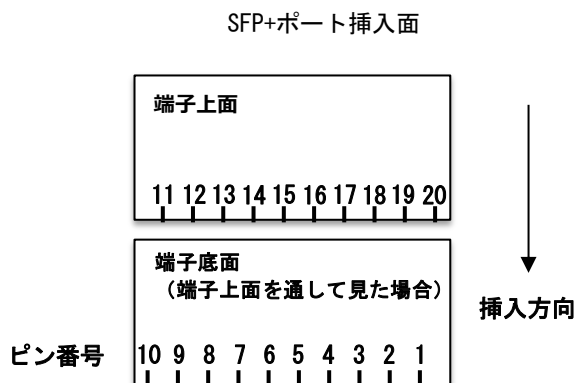 SFP+ポート挿入面
端子上面
11 12 13 14 15 16 17 18 19 20
端子底面
（端子上面を通して見た場合）
挿入方向
ピン番号
10 9 8 7 6 5 4 3 2 1